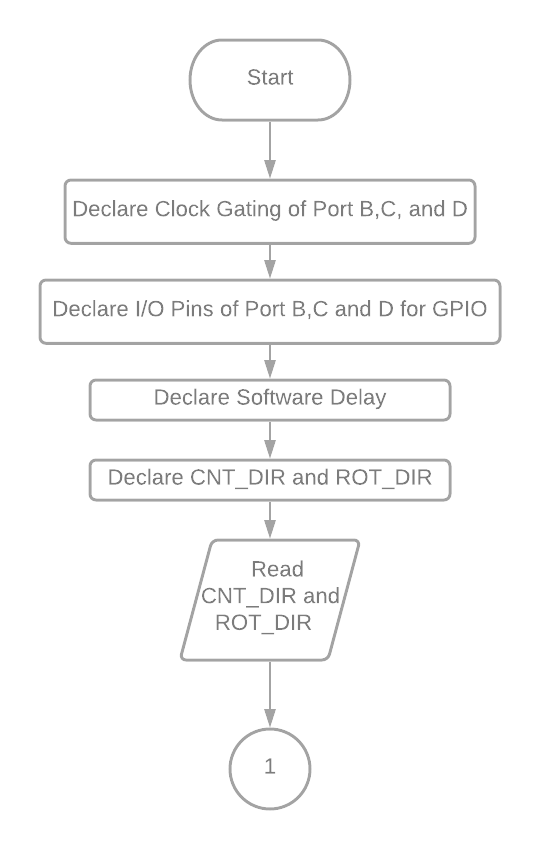 Start
Declare Clock Gating of Port B,C, and D
Declare I/O Pins of Port B,C and D for GPIO
Declare Software Delay
Declare CNT_DIR and ROT_DIR
Read
CNT_DIR and
ROT_DIR
1